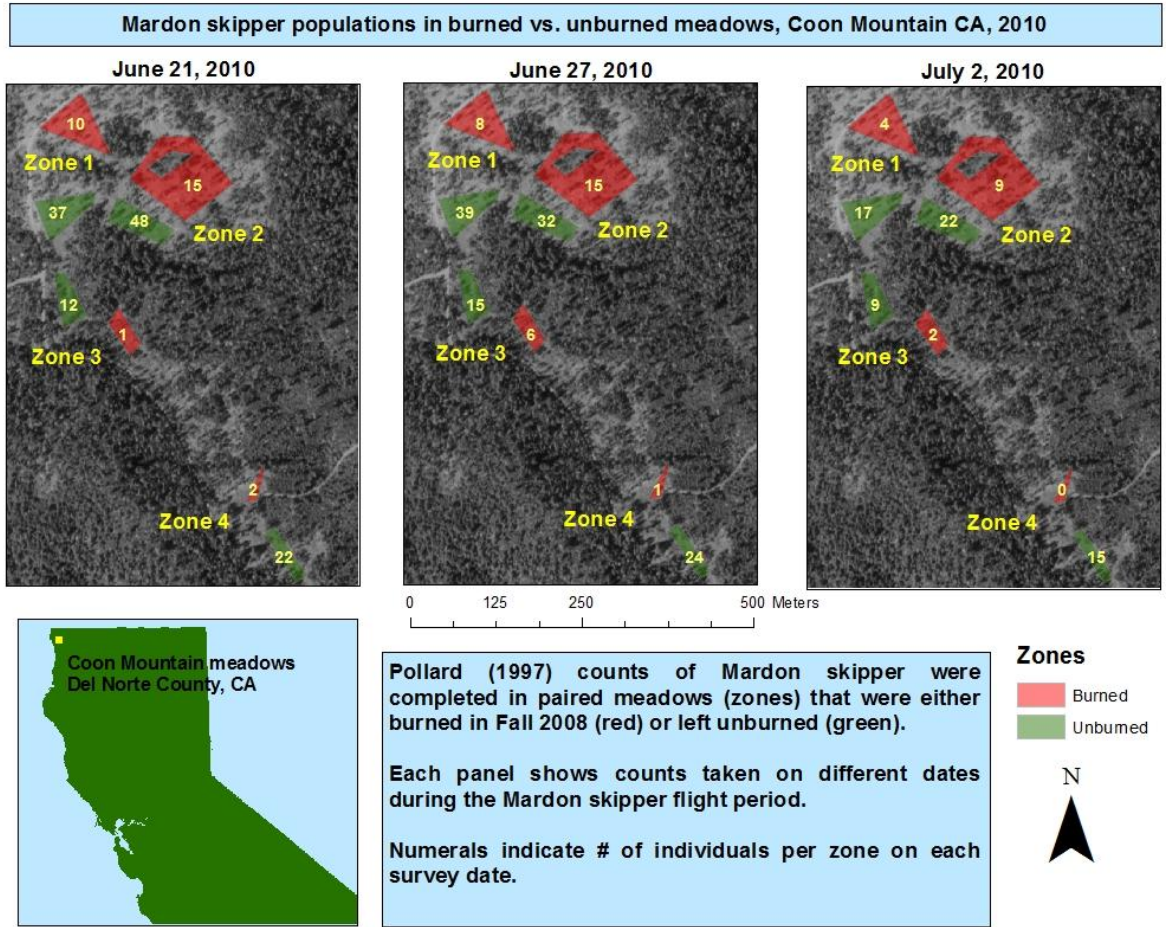 Mardon skipper populations in burned vs. unburned meadows, Coon Mountain CA, 2010
June 21, 2010
10
Zone 1
15
37
48
Zone 2
12
1
Zone 3
2
Zone 4
22
June 27, 2010
8
Zone 1
15
39
32
Zone 2
15
6
Zone 3
1
Zone 4
24
July 2, 2010
4
Zone 1
9
17
22
Zone 2
9
2
Zone 3
0
Zone 4
15
0 125 250 500 Meters
Coon Mountain meadows
Del Norte County, CA
Pollard (1997) counts of Mardon skipper were
completed in paired meadows (zones) that were either
burned in Fall 2008 (red) or left unburned (green).
Each panel shows counts taken on different dates
during the Mardon skipper flight period.
Numerals indicate # of individuals per zone on each
survey date.
Zones
Burned
Unburned
N